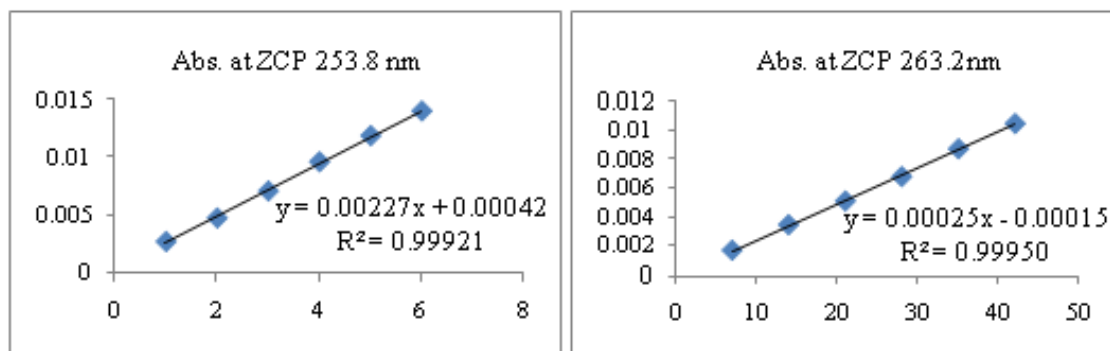 Abs. at ZCP 253.8 nm
0.015
0.01
0.005
0
y = 0.00227x + 0.00042
R² = 0.99921
0 2 4 6 8
Abs. at ZCP 263.2nm
0.012
0.01
0.008
0.006
0.004
0.002
0
y = 0.00025x - 0.00015
R² = 0.99950
0 10 20 30 40 50